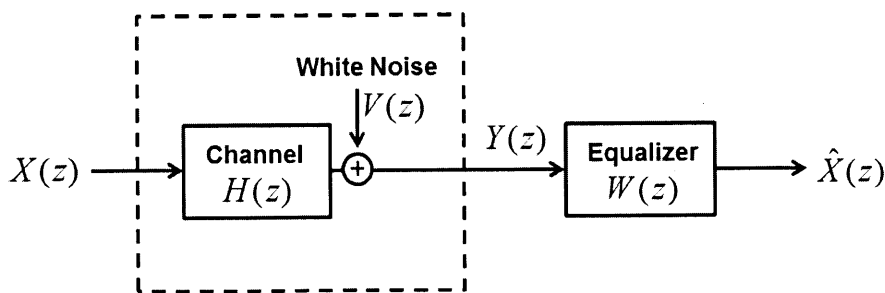 White Noise
V(z)
X(z)
Channel
H(z)
+
Y(z)
Equalizer
W(z)
X̂(z)